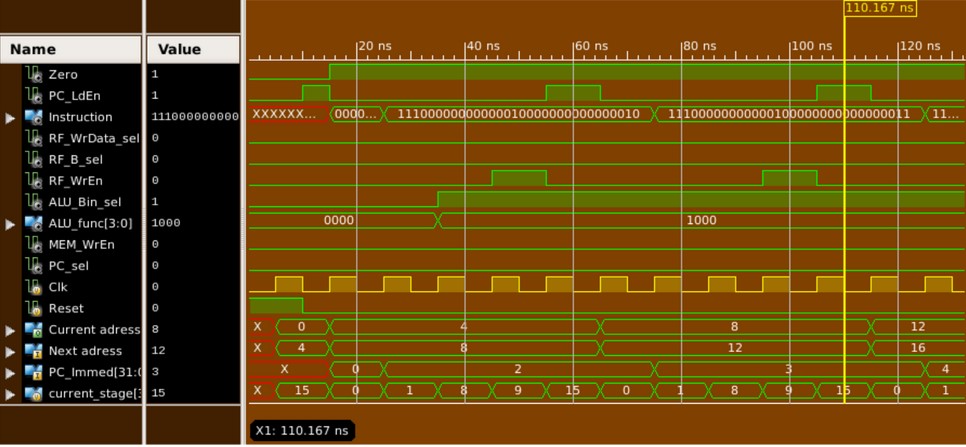 110.167 ns
Name Value
20 ns 40 ns 60 ns 80 ns 100 ns 120 ns
Zero 1
PC_LdEn 1
Instruction 111000000000 XXXXXX... 0000... 11100000000000010000000000000010 11100000000000010000000000000011 11...
RF_WrData_sel 0
RF_B_sel 0
RF_WrEn 0
ALU_Bin_sel 1
ALU_func[3:0] 1000 0000 1000
MEM_WrEn 0
PC_sel 0
Clk 0
Reset 0
Current adress 8 X 0 4 8 12
Next adress 12 X 4 8 12 16
PC_Immed[31:0 3 X 0 2 3 4
current_stage[3 15 X 15 0 1 8 9 15 0 1 8 9 15 0 1
X1: 110.167 ns